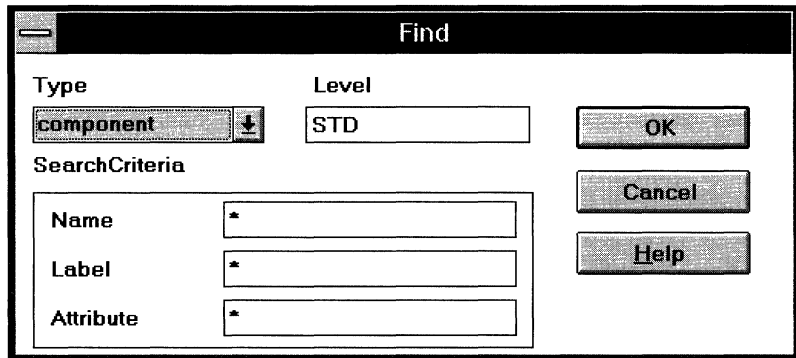 Find
Type Level
component STD OK
SearchCriteria
Cancel
Name *
Label * Help
Attribute *